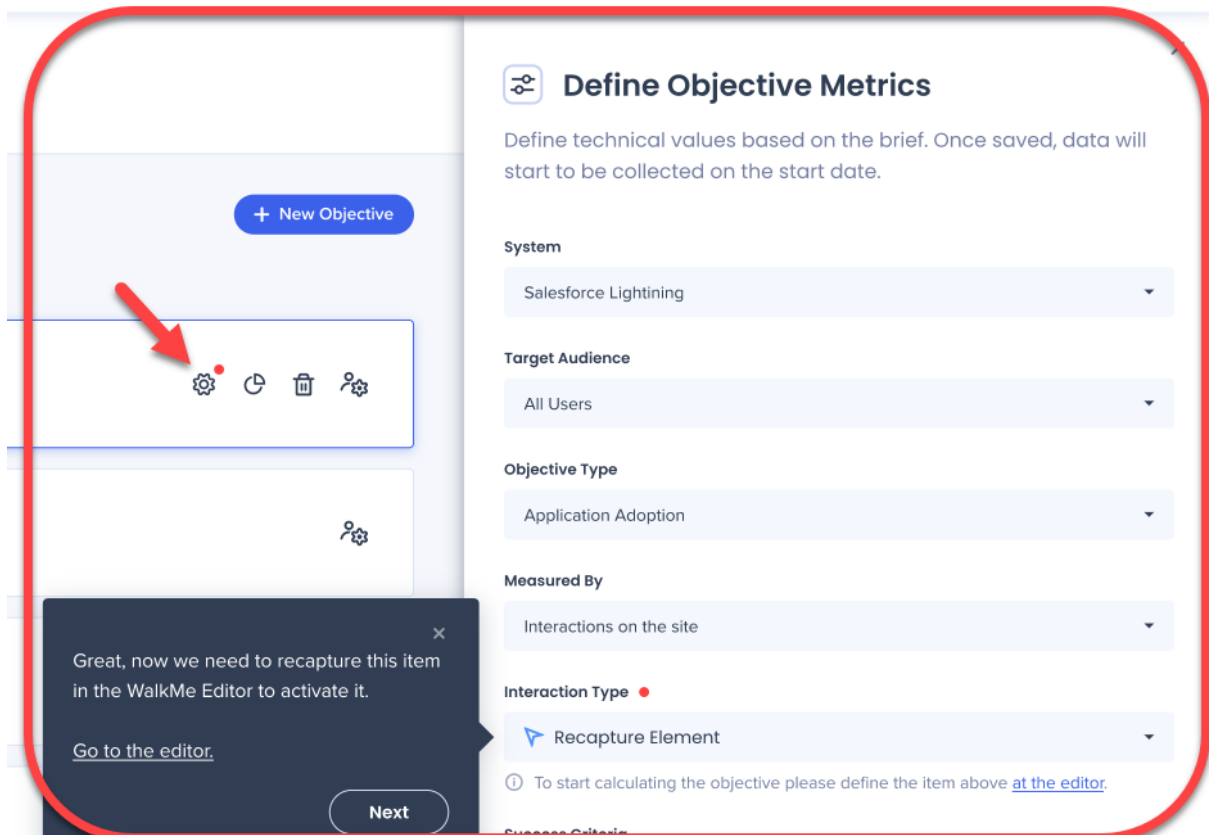 Define Objective Metrics
Define technical values based on the brief. Once saved, data will
start to be collected on the start date.
+ New Objective
System
Salesforce Lightining
Target Audience
All Users
Objective Type
Application Adoption
Measured By
Interactions on the site
Great, now we need to recapture this item
in the WalkMe Editor to activate it.
Go to the editor.
Next
Interaction Type
Recapture Element
To start calculating the objective please define the item above at the editor.
Success Criteria